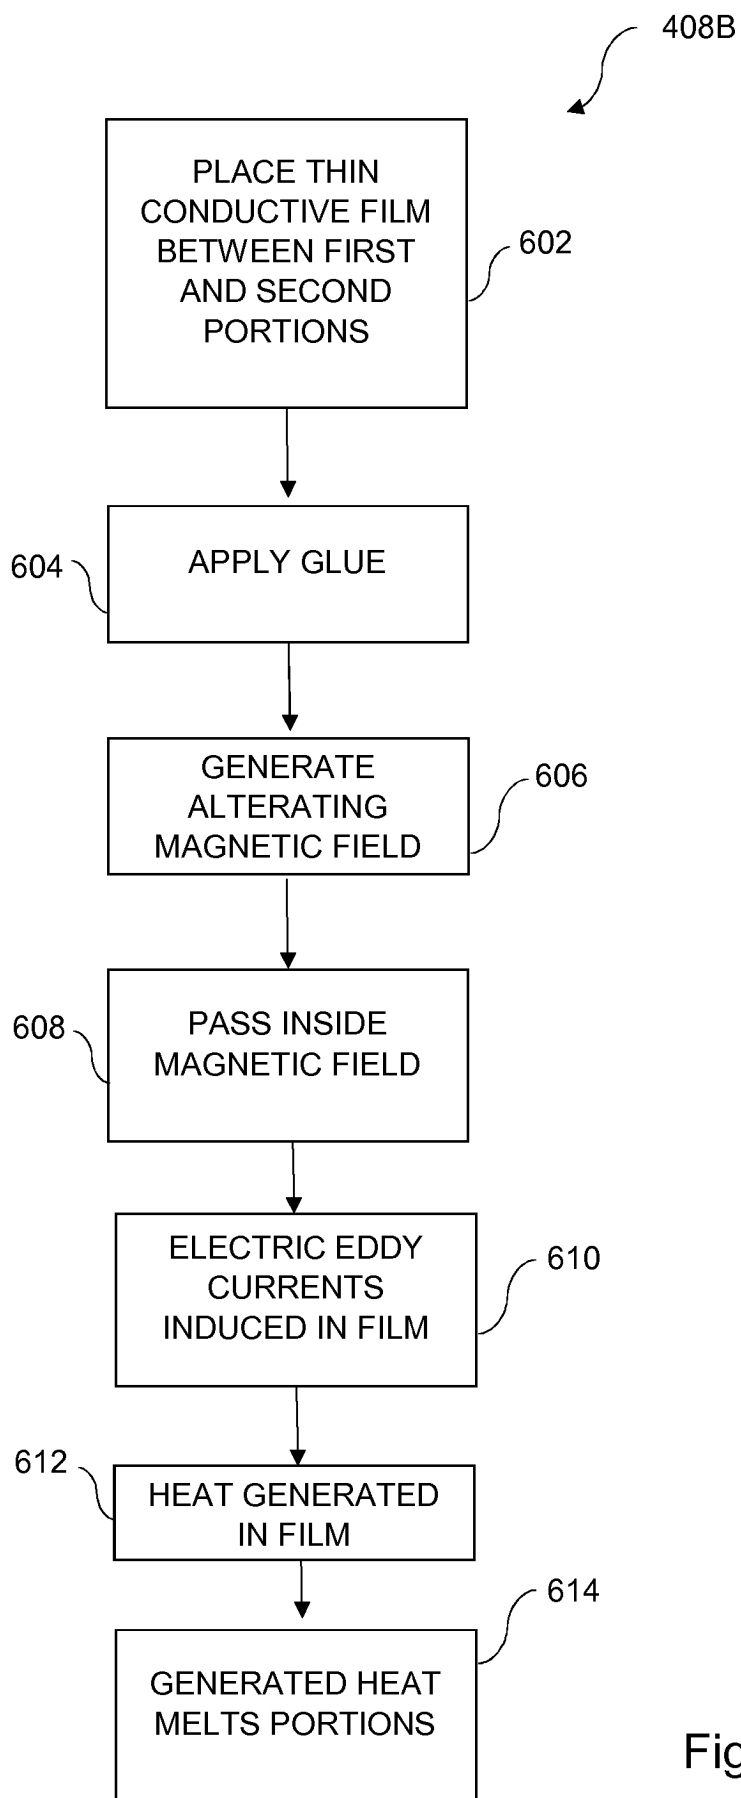 408B
PLACE THIN
CONDUCTIVE FILM
BETWEEN FIRST
AND SECOND
PORTIONS
602
APPLY GLUE
604
GENERATE
ALTERATING
MAGNETIC FIELD
606
PASS INSIDE
MAGNETIC FIELD
608
ELECTRIC EDDY
CURRENTS
INDUCED IN FILM
610
HEAT GENERATED
IN FILM
612
GENERATED HEAT
MELTS PORTIONS
614
Fig